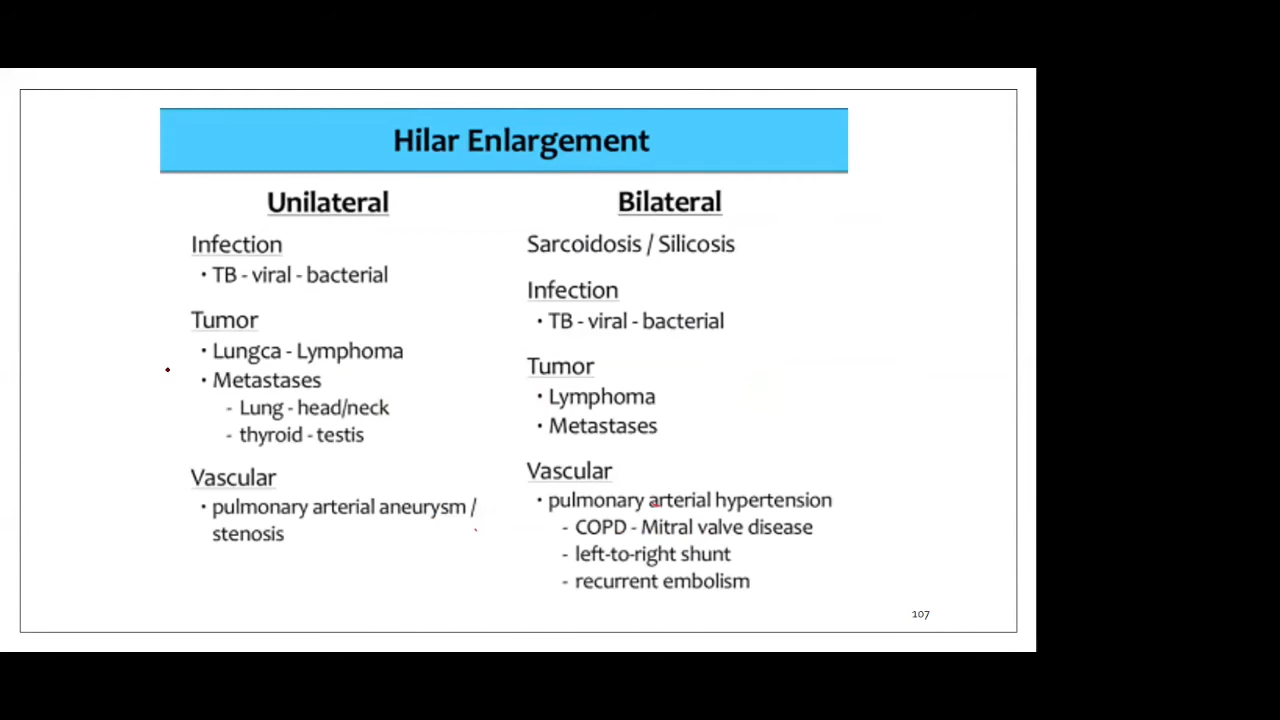 Hilar Enlargement
Unilateral
Infection
• TB - viral - bacterial
Tumor
• Lungca - Lymphoma
• Metastases
- Lung - head/neck
- thyroid - testis
Vascular
• pulmonary arterial aneurysm /
stenosis
Bilateral
Sarcoidosis / Silicosis
Infection
• TB - viral - bacterial
Tumor
• Lymphoma
• Metastases
Vascular
• pulmonary arterial hypertension
- COPD - Mitral valve disease
- left-to-right shunt
- recurrent embolism
107